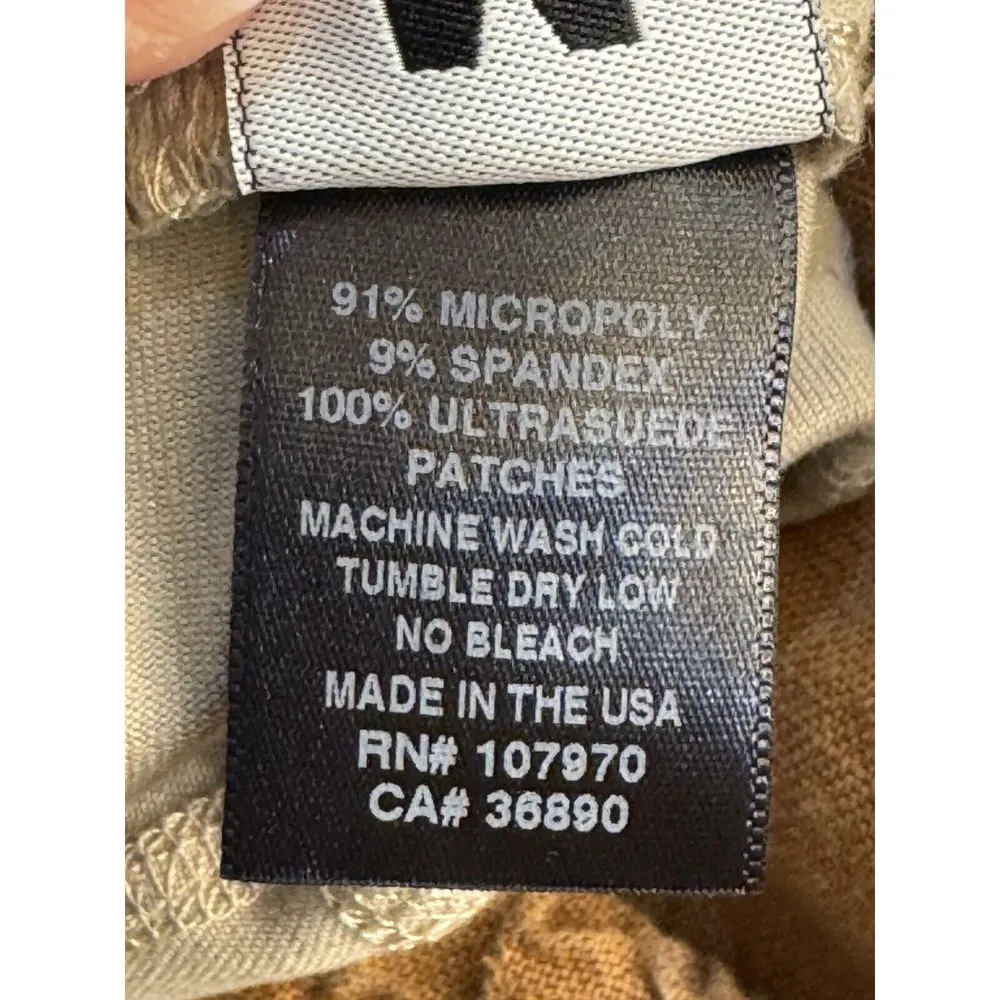 91% MICROPOLY
9% SPANDEX
100% ULTRASUEDE
PATCHES
MACHINE WASH COLD
TUMBLE DRY LOW
NO BLEACH
MADE IN THE USA
RN# 107970
CA# 36890